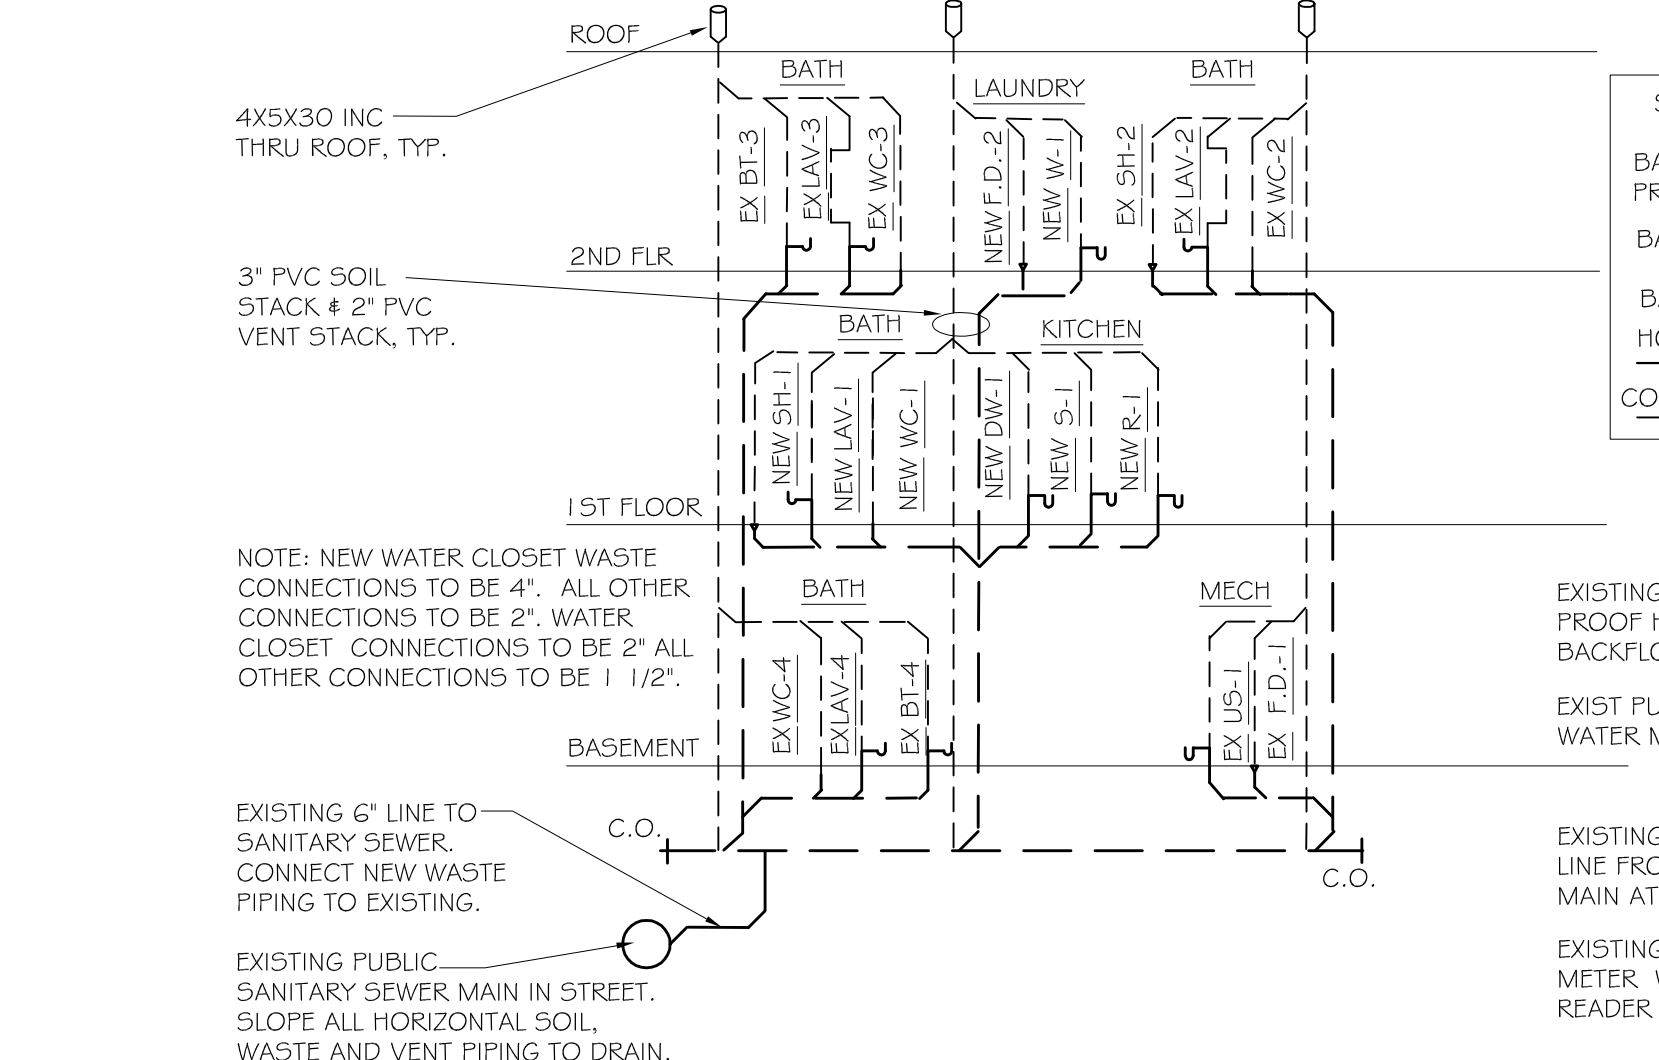 ROOF
4X5X30 INC
THRU ROOF, TYP.
BATH
LAUNDRY
BATH
EX BT-3
EX LAV-3
EX WC-3
NEW F.D.-2
NEW W-1
EX SH-2
EX LAV-2
EX WC-2
2ND FLR
3" PVC SOIL
STACK & 2" PVC
VENT STACK, TYP.
BATH
KITCHEN
NEW SH-1
NEW LAV-1
NEW WC-1
NEW DW-1
NEW S-1
NEW R-1
1ST FLOOR
NOTE: NEW WATER CLOSET WASTE
CONNECTIONS TO BE 4". ALL OTHER
CONNECTIONS TO BE 2". WATER
CLOSET CONNECTIONS TO BE 2" ALL
OTHER CONNECTIONS TO BE 1 1/2".
BATH
MECH
EX WC-4
EX LAV-4
EX BT-4
EX US-1
EX F.D.-1
BASEMENT
EXISTING 6" LINE TO
SANITARY SEWER.
CONNECT NEW WASTE
PIPING TO EXISTING.
C.O.
C.O.
EXISTING PUBLIC
SANITARY SEWER MAIN IN STREET.
SLOPE ALL HORIZONTAL SOIL,
WASTE AND VENT PIPING TO DRAIN.
EXISTING
PROOF
BACKFLO
EXIST PU
WATER
EXISTING
LINE FRO
MAIN AT
EXISTING
METER
READER